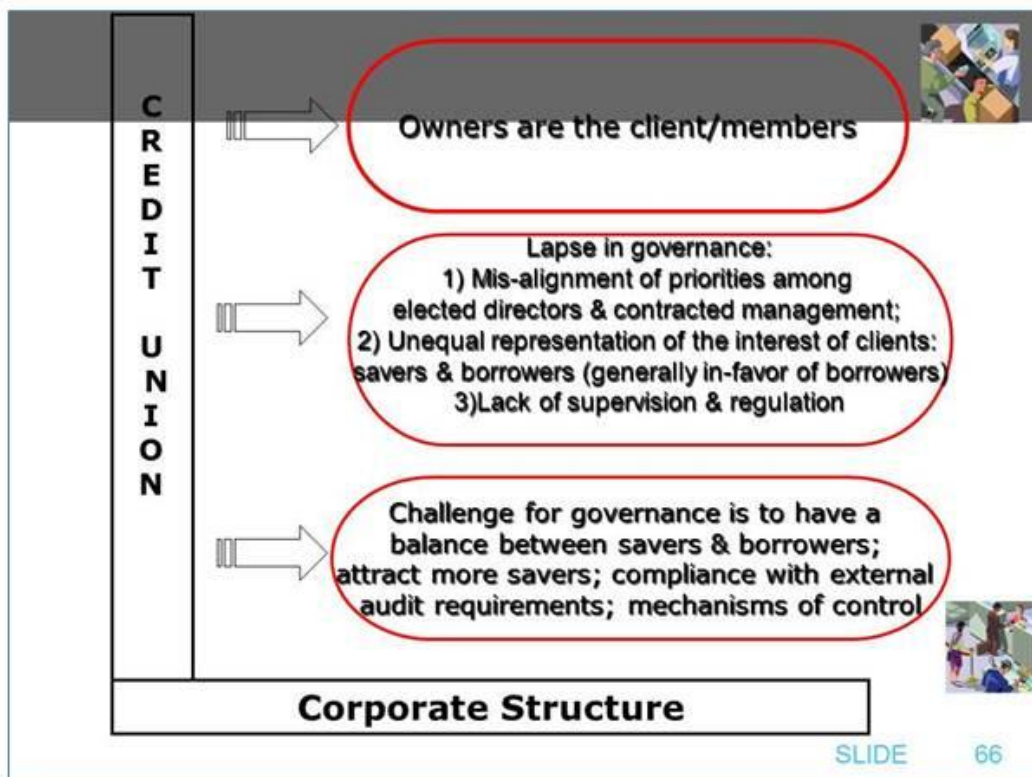 CREDIT UNION
Owners are the client/members
Lapse in governance:
1) Mis-alignment of priorities among
elected directors & contracted management;
2) Unequal representation of the interest of clients:
savers & borrowers (generally in-favor of borrowers)
3)Lack of supervision & regulation
Challenge for governance is to have a
balance between savers & borrowers;
attract more savers; compliance with external
audit requirements; mechanisms of control
Corporate Structure
SLIDE 66